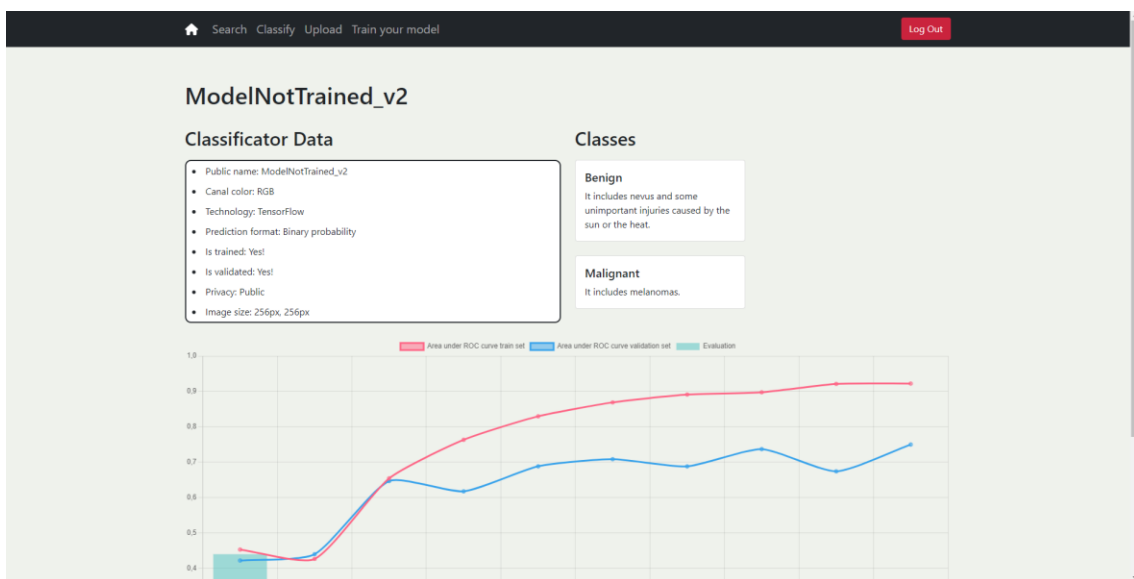 Search Classify Upload Train your model Log Out
ModelNotTrained_v2
Classificator Data
Public name: ModelNotTrained_v2
Canal color: RGB
Technology: TensorFlow
Prediction format: Binary probability
Is trained: Yes!
Is validated: Yes!
Privacy: Public
Image size: 256px, 256px
Classes
Benign
It includes nevus and some
unimportant injuries caused by the
sun or the heat.
Malignant
It includes melanomas.
Area under ROC curve train set Area under ROC curve validation set Evaluation
1,0
0,9
0,8
0,7
0,6
0,5
0,4